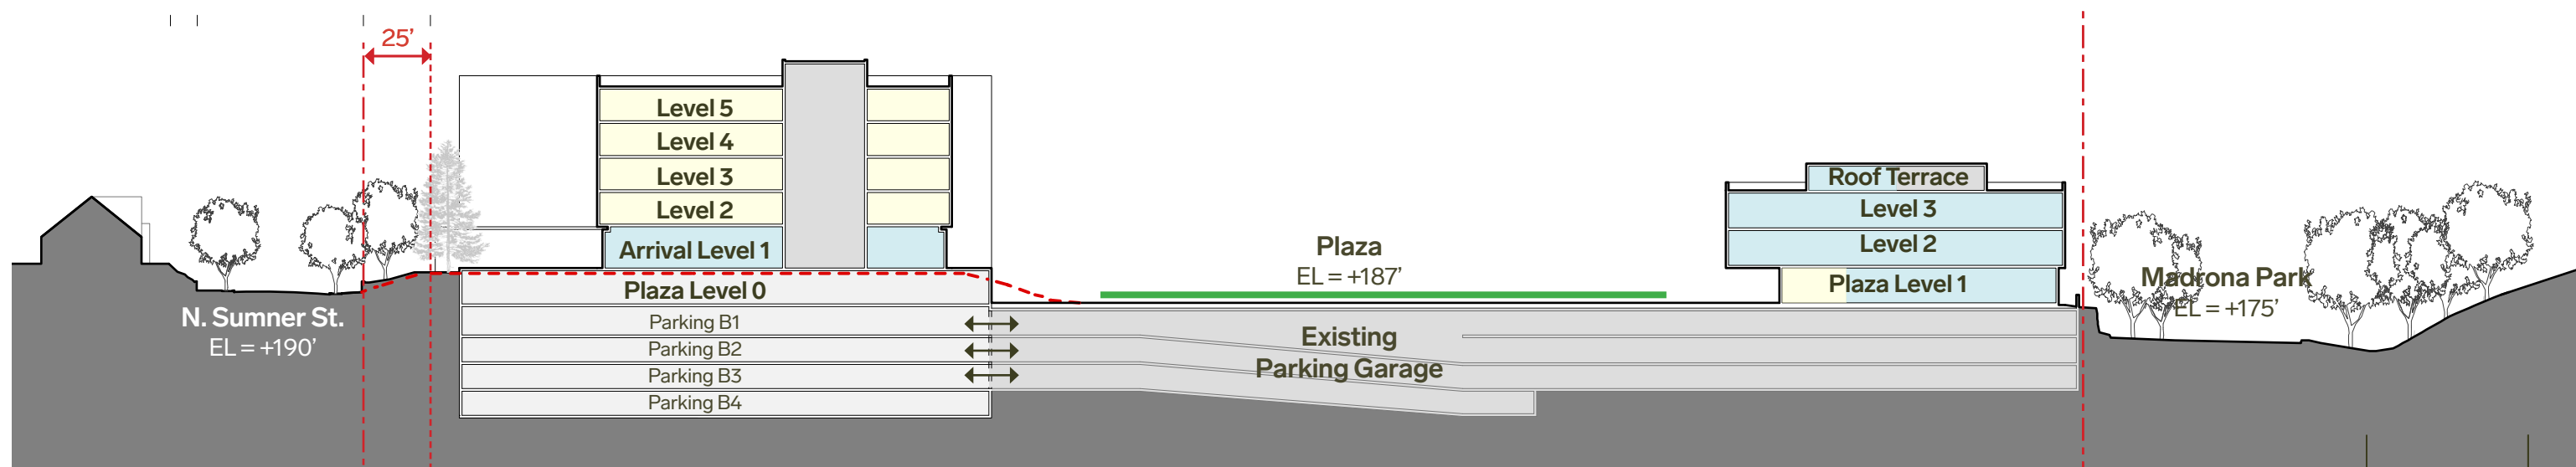 25’
Level 5
Level 4
Level 3
Level 2
Arrival Level 1
Plaza Level 0
Parking B1
Parking B2
Parking B3
Parking B4
N. Sumner St.
EL = +190’
Plaza
EL = +187’
Existing
Parking Garage
Roof Terrace
Level 3
Level 2
Plaza Level 1
Madrona Park
EL = +175’